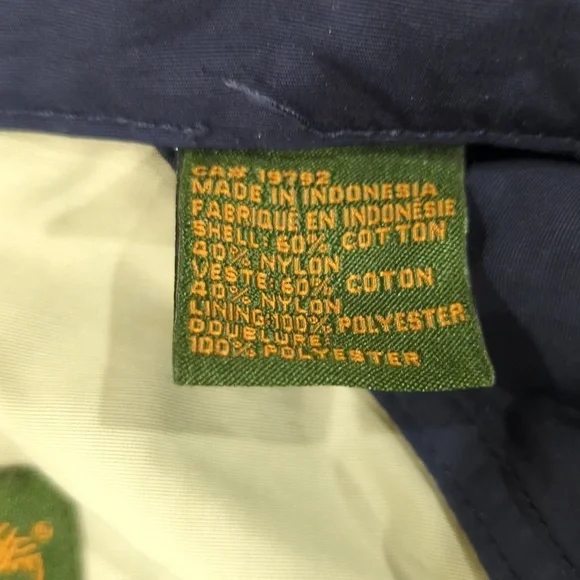 CA# 19792
MADE IN INDONESIA
FABRIQUÉ EN INDONÉSIE
SHELL: 60% COTTON
40% NYLON
VESTE: 60% COTON
40% NYLON
LINING:100% POLYESTER
DOUBLURE:
100% POLYESTER
®